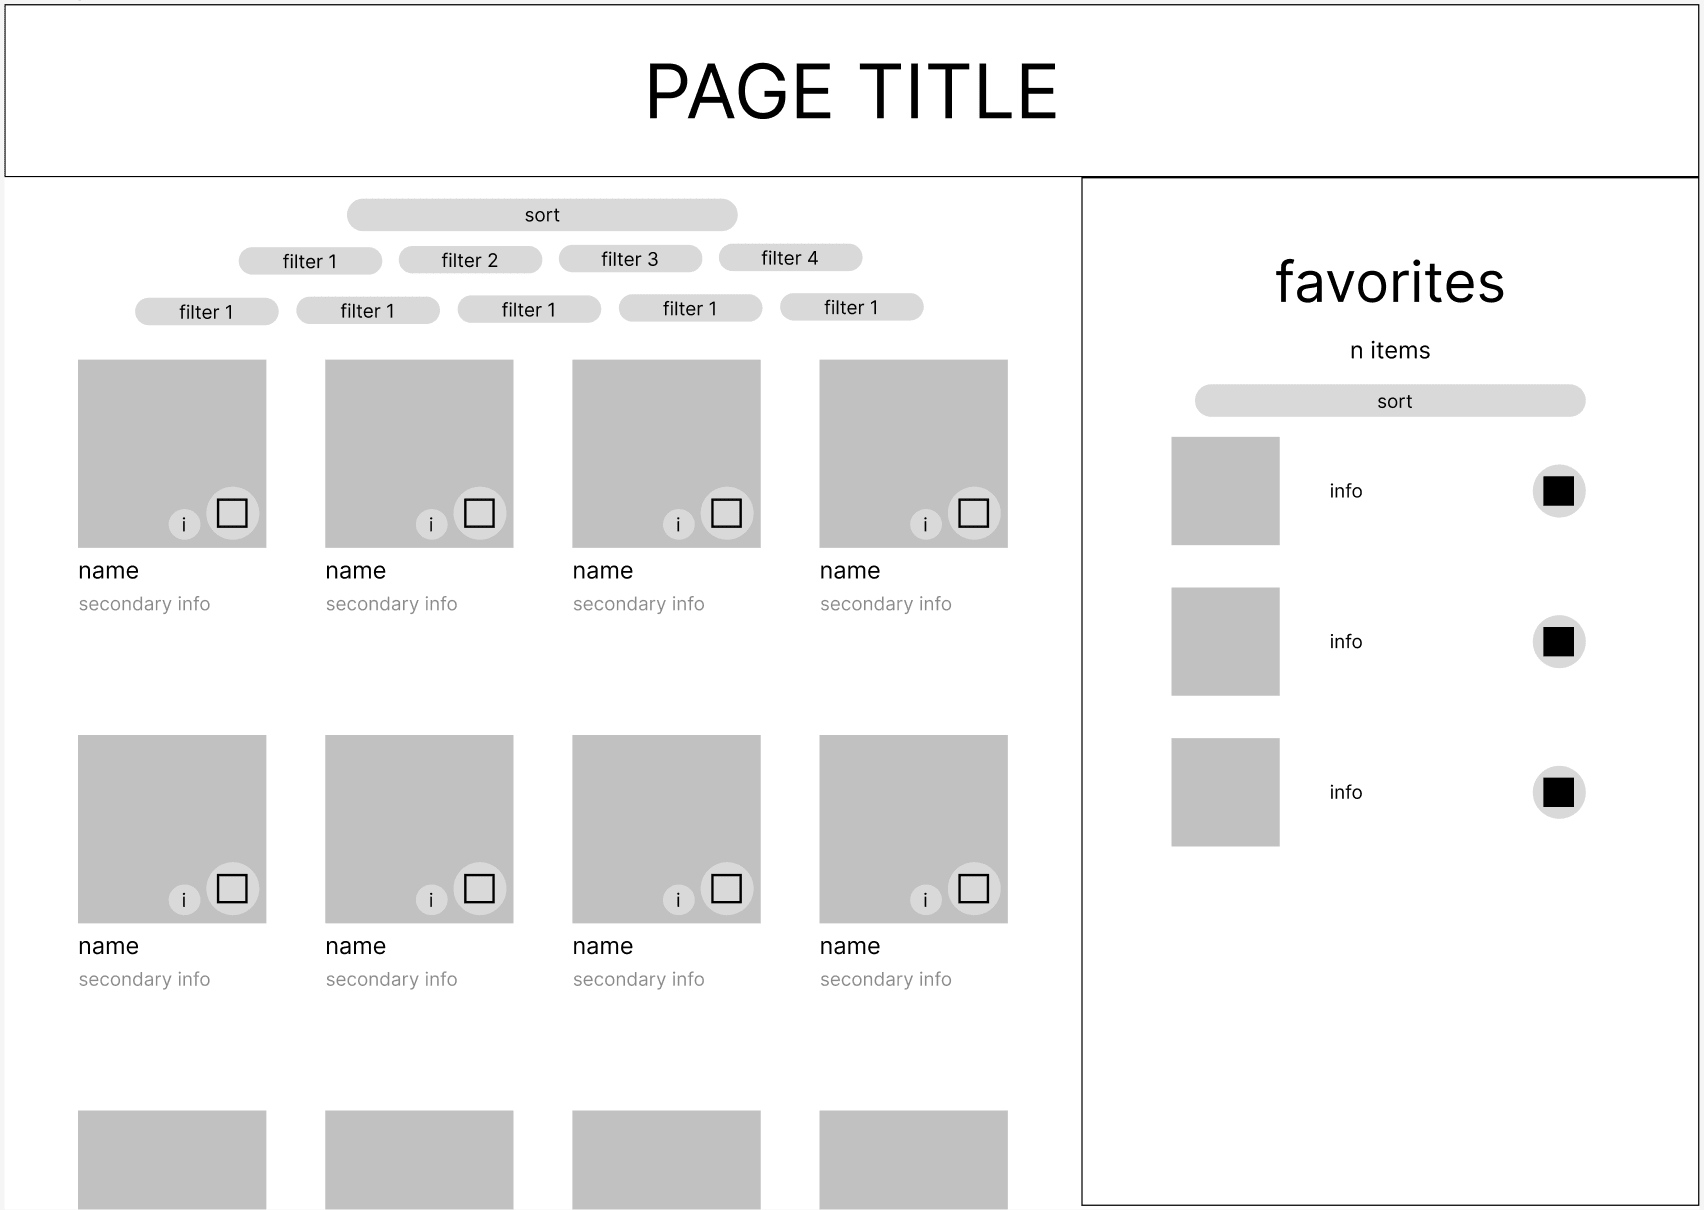 PAGE TITLE
sort
filter 1 filter 2 filter 3 filter 4
filter 1 filter 1 filter 1 filter 1 filter 1
i i i i
name name name name
secondary info secondary info secondary info secondary info
i i i i
name name name name
secondary info secondary info secondary info secondary info
favorites
n items
sort
info
info
info